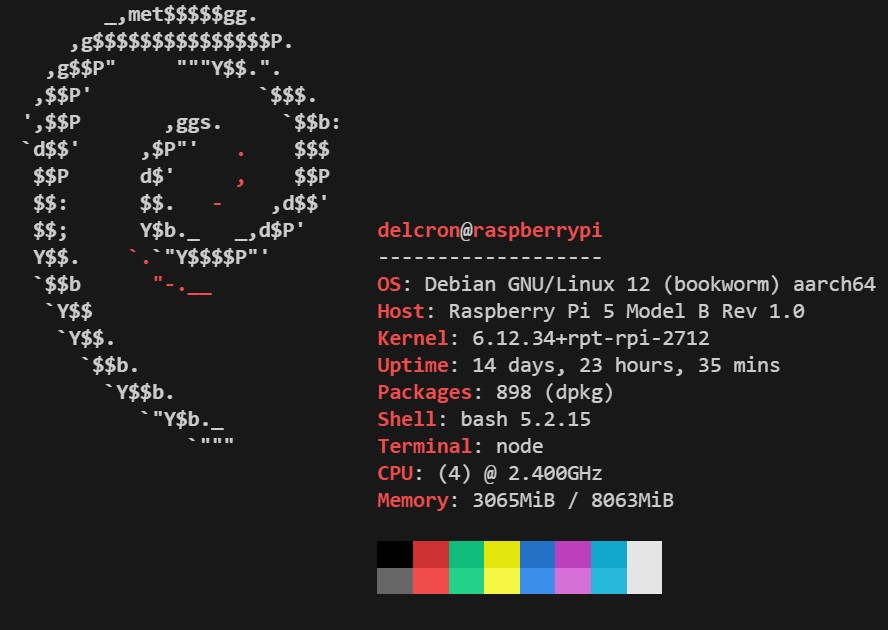 _,met$$$$$gg.
    ,g$$$$$$$$$$$$$$$P.
  ,g$$P"     """Y$$.".
 ,$$P'              `$$$.
',$$P       ,ggs.     `$$b:
`d$$'     ,$P"'   .    $$$
 $$P      d$'     ,    $$P
 $$:      $$.   -    ,d$$'
 $$;      Y$b._   _,d$P'
 Y$$.    `.`"Y$$$$P"'
 `$$b      "-.__
  `Y$$
   `Y$$.
     `$$b.
       `Y$$b.
          `"Y$b._
              `"""
delcron@raspberrypi
-------------------
OS: Debian GNU/Linux 12 (bookworm) aarch64
Host: Raspberry Pi 5 Model B Rev 1.0
Kernel: 6.12.34+rpt-rpi-2712
Uptime: 14 days, 23 hours, 35 mins
Packages: 898 (dpkg)
Shell: bash 5.2.15
Terminal: node
CPU: (4) @ 2.400GHz
Memory: 3065MiB / 8063MiB